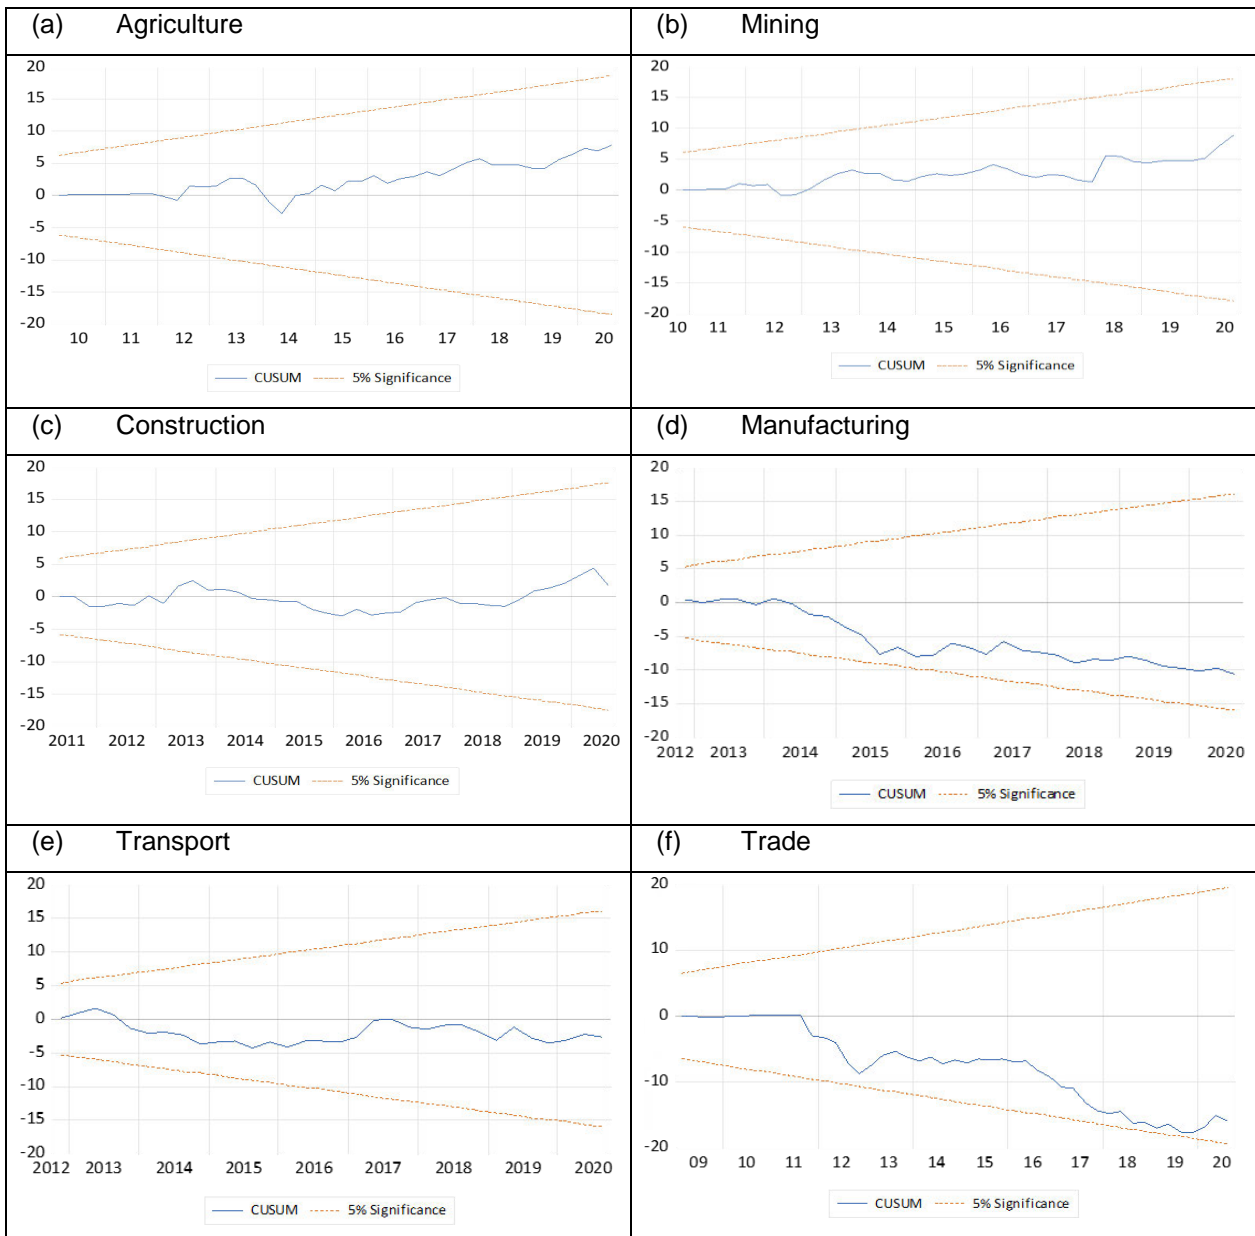 (a) Agriculture
20
15
10
5
0
-5
-10
-15
-20
10 11 12 13 14 15 16 17 18 19 20
CUSUM 5% Significance
(b) Mining
20
15
10
5
0
-5
-10
-15
-20
10 11 12 13 14 15 16 17 18 19 20
CUSUM 5% Significance
(c) Construction
20
15
10
5
0
-5
-10
-15
-20
2011 2012 2013 2014 2015 2016 2017 2018 2019 2020
CUSUM 5% Significance
(d) Manufacturing
20
15
10
5
0
-5
-10
-15
-20
2012 2013 2014 2015 2016 2017 2018 2019 2020
CUSUM 5% Significance
(e) Transport
20
15
10
5
0
-5
-10
-15
-20
2012 2013 2014 2015 2016 2017 2018 2019 2020
CUSUM 5% Significance
(f) Trade
20
10
0
-10
-20
09 10 11 12 13 14 15 16 17 18 19 20
CUSUM 5% Significance